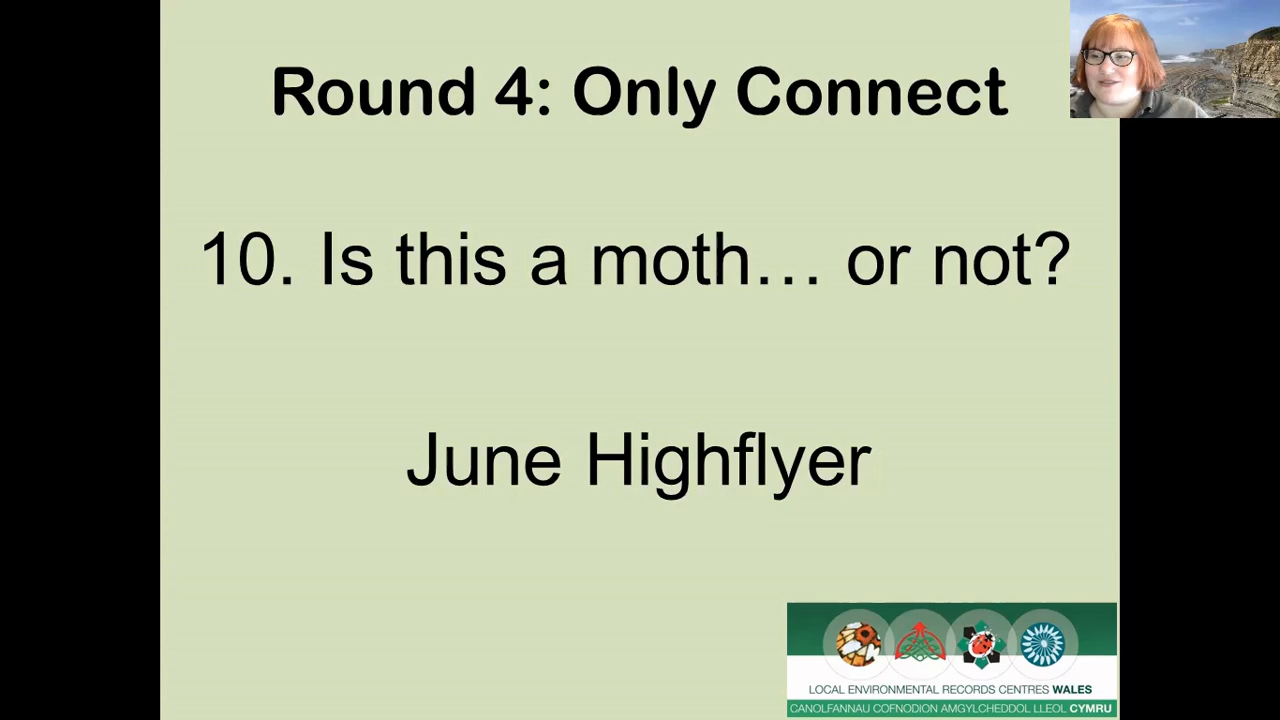 Round 4: Only Connect
10. Is this a moth… or not?
June Highflyer
LOCAL ENVIRONMENTAL RECORDS CENTRES WALES
CANOLFANNAU COFNODION AMGYLCHEDDOL LLEOL CYMRU